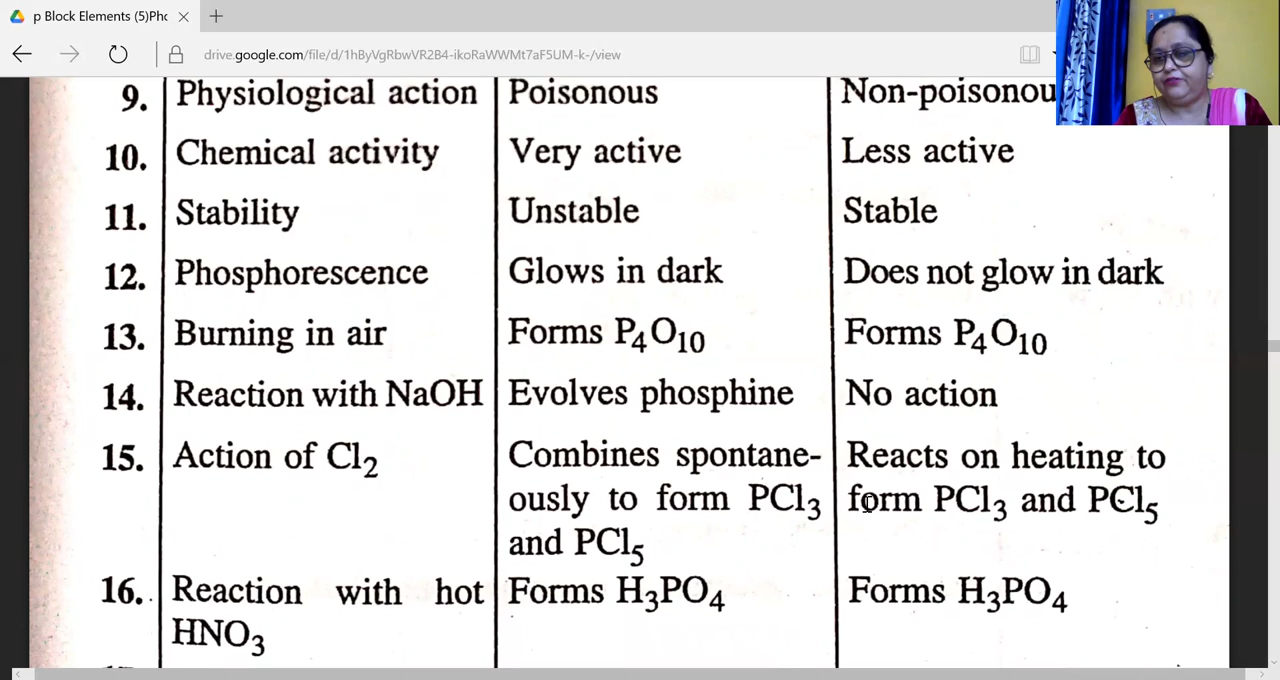 p Block Elements (5)Pho
drive.google.com/file/d/1hByVgRbwVR2B4-ikoRaWWMt7aF5UM-k-/view
9. Physiological action Poisonous Non-poisonou
10. Chemical activity Very active Less active
11. Stability Unstable Stable
12. Phosphorescence Glows in dark Does not glow in dark
13. Burning in air Forms P₄O₁₀ Forms P₄O₁₀
14. Reaction with NaOH Evolves phosphine No action
15. Action of Cl₂ Combines spontane- Reacts on heating to
ously to form PCl₃ form PCl₃ and PCl₅
and PCl₅
16. Reaction with hot Forms H₃PO₄ Forms H₃PO₄
HNO₃